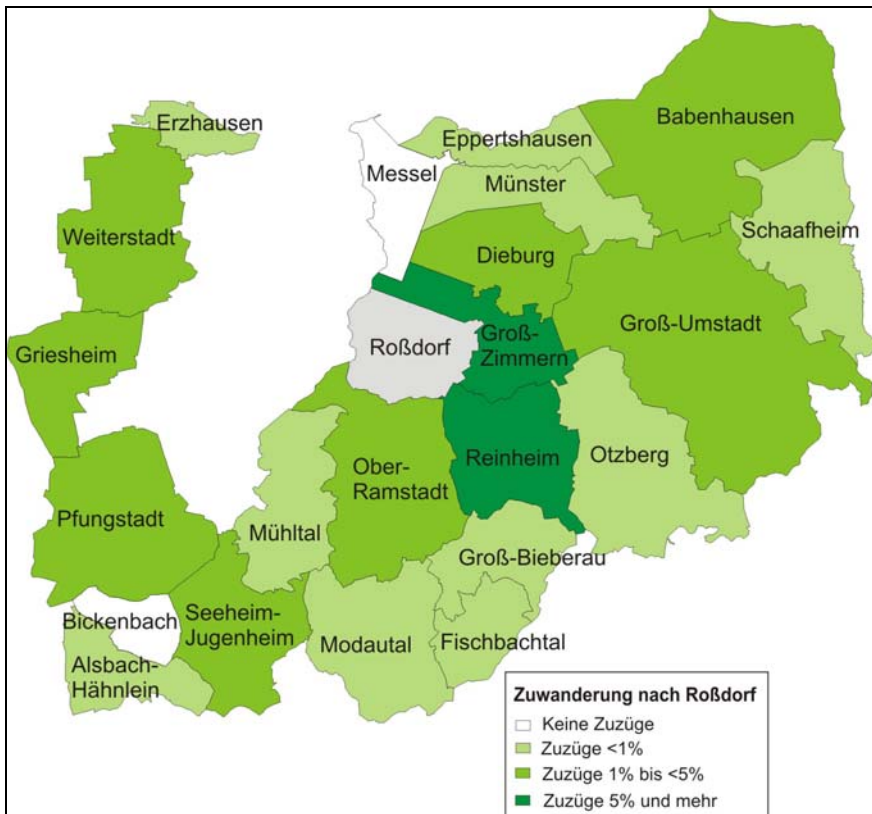 Babenhausen
Erzhausen
Eppertshausen
Messel
Münster
Schaafheim
Weiterstadt
Dieburg
Groß-Umstadt
Griesheim
Roßdorf
Groß-
Zimmern
Ober-
Ramstadt
Reinheim
Otzberg
Pfungstadt
Mühltal
Groß-Bieberau
Bickenbach
Seeheim-
Jugenheim
Modautal
Fischbachtal
Alsbach-
Hähnlein
Zuwanderung nach Roßdorf
Keine Zuzüge
Zuzüge <1%
Zuzüge 1% bis <5%
Zuzüge 5% und mehr